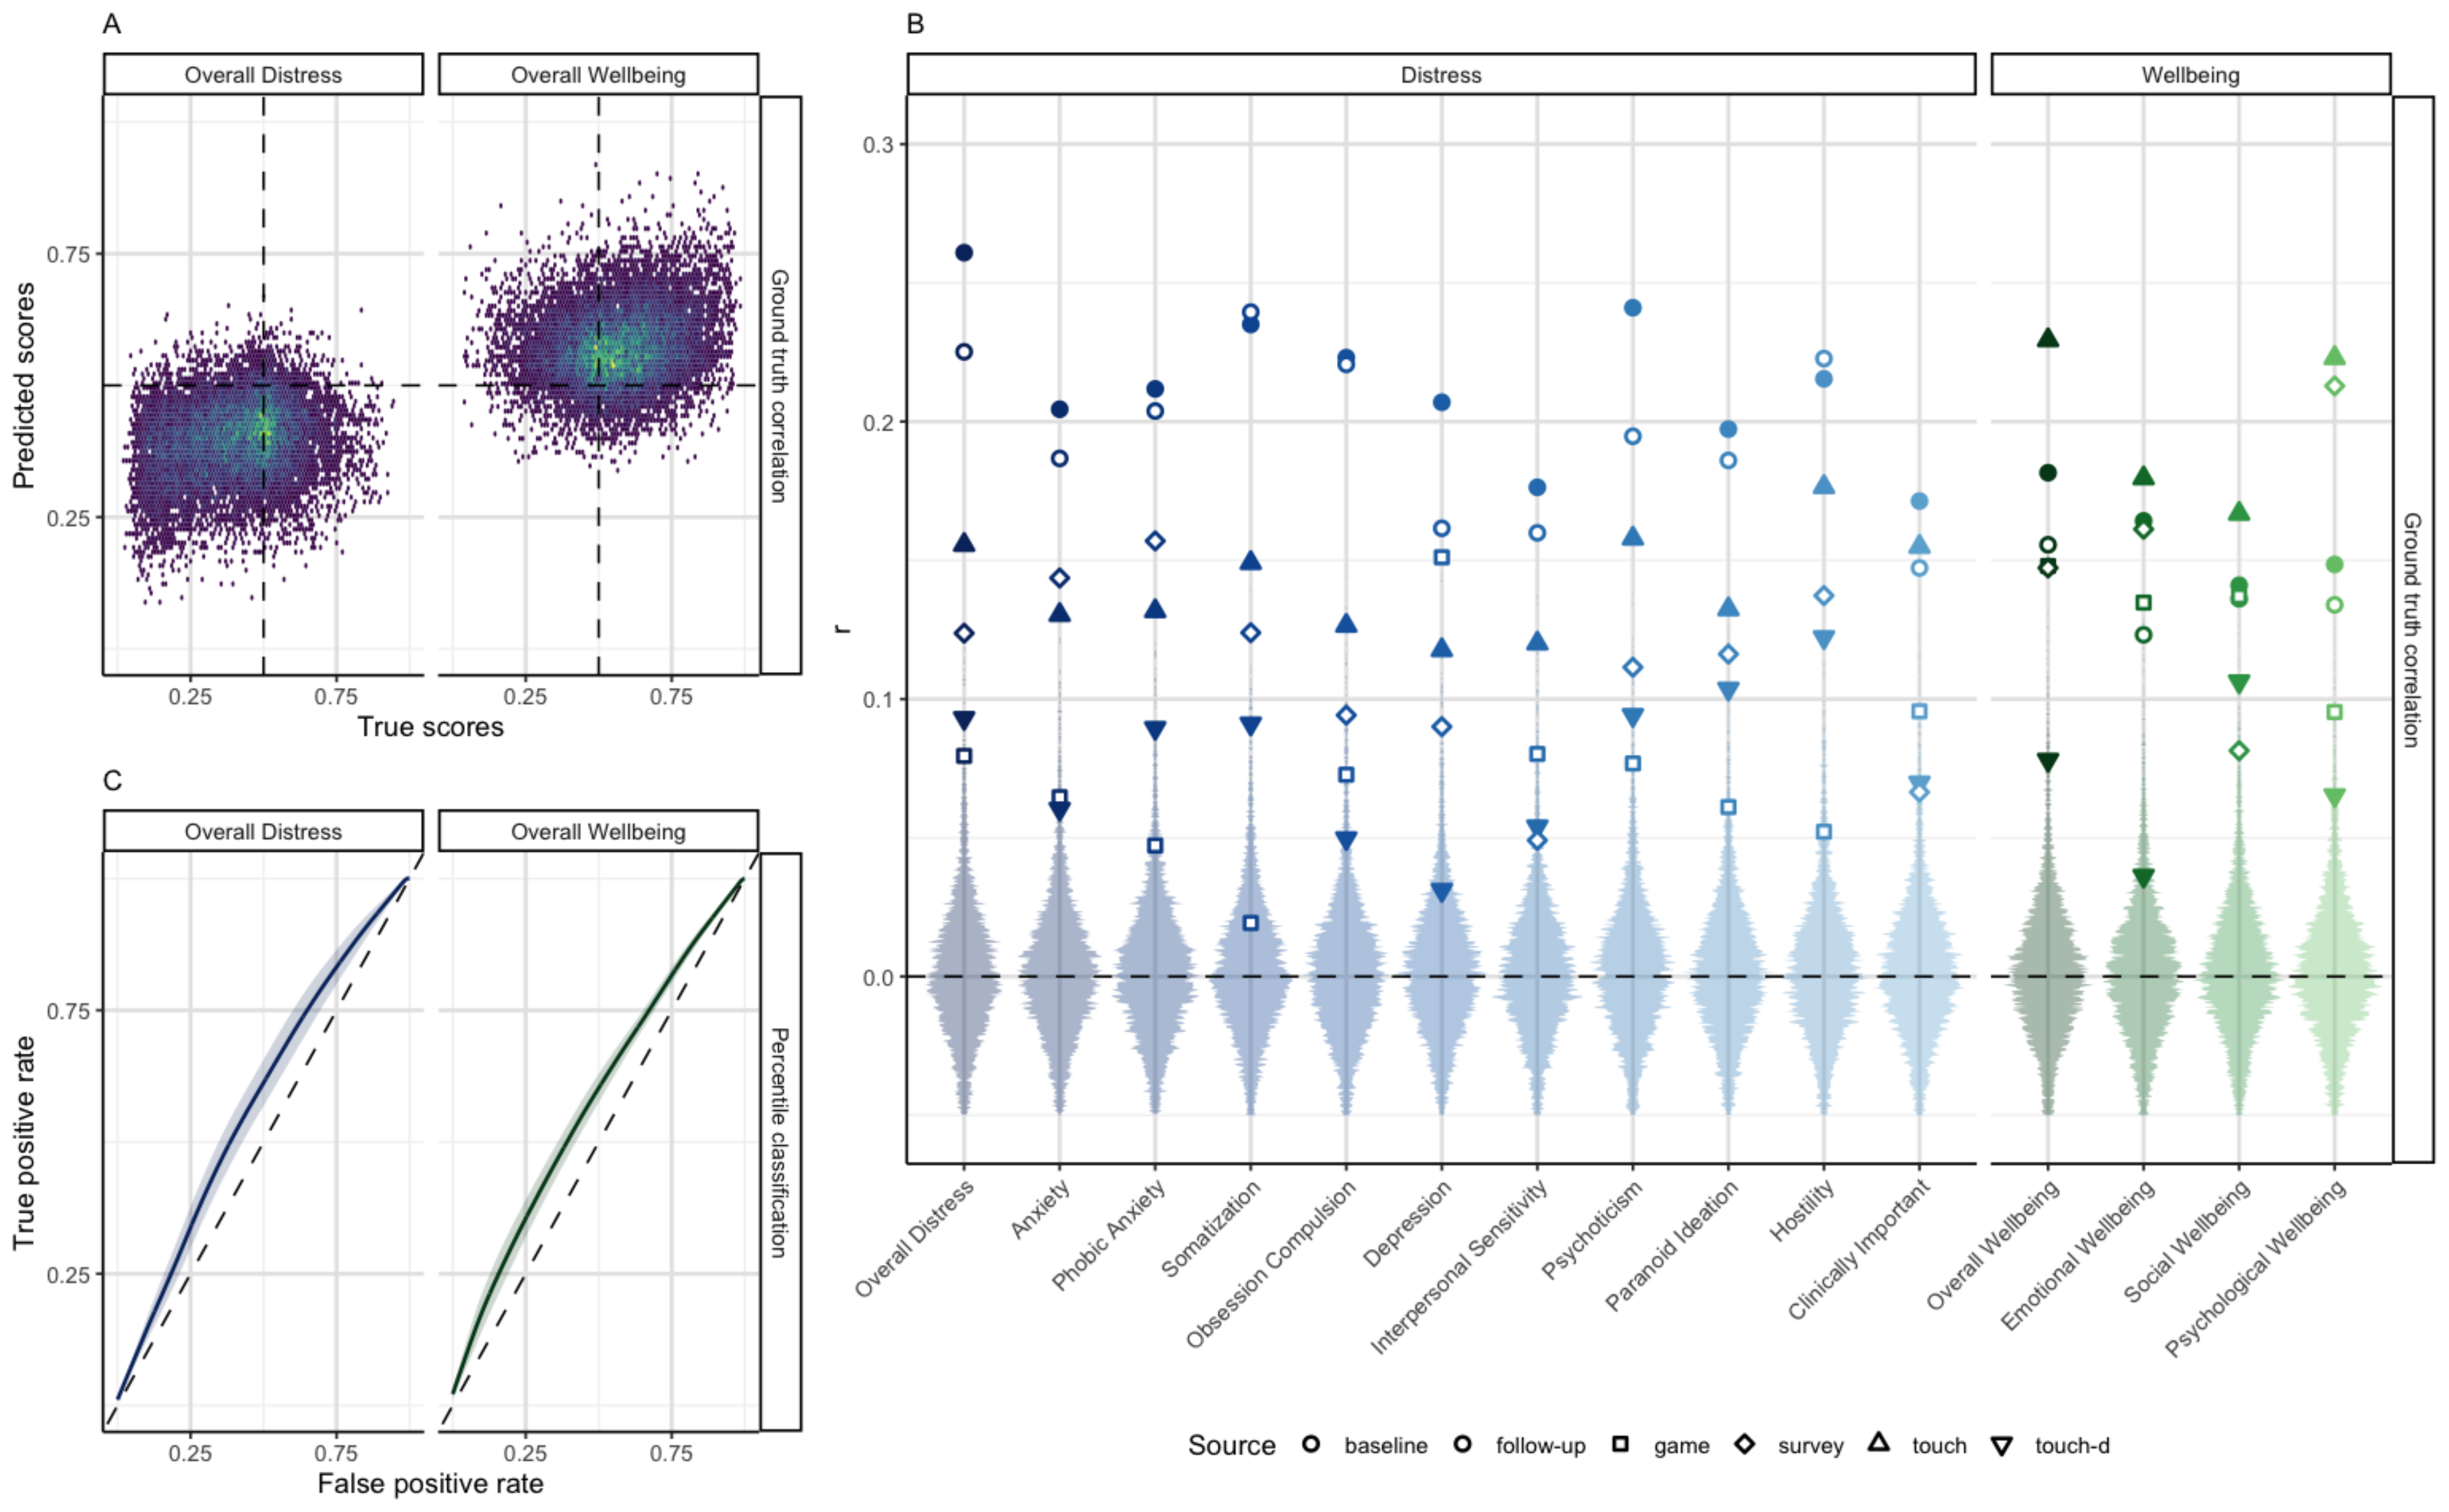 A
Overall Distress
Overall Wellbeing
Ground truth correlation
Predicted scores
0.75
0.25
0.25
0.75
0.25
0.75
True scores
B
Distress
Wellbeing
Ground truth correlation
r
0.3
0.2
0.1
0.0
Overall Distress
Anxiety
Phobic Anxiety
Somatization
Obsession Compulsion
Depression
Interpersonal Sensitivity
Psychoticism
Paranoid Ideation
Hostility
Clinically Important
Overall Wellbeing
Emotional Wellbeing
Social Wellbeing
Psychological Wellbeing
Source baseline follow-up game survey touch touch-d
C
Overall Distress
Overall Wellbeing
Percentile classification
True positive rate
0.75
0.25
0.25
0.75
0.25
0.75
False positive rate